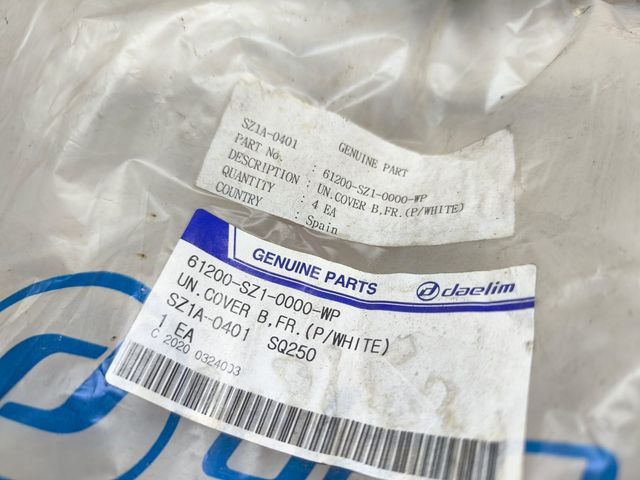 SZ1A-0401 GENUINE PART
PART No. : 61200-SZ1-0000-WP
DESCRIPTION : UN.COVER B,FR.(P/WHITE)
QUANTITY : 4 EA
COUNTRY : Spain
GENUINE PARTS daelim
61200-SZ1-0000-WP
UN.COVER B,FR.(P/WHITE)
SZ1A-0401 SQ250
1 EA
C 2020 0324003